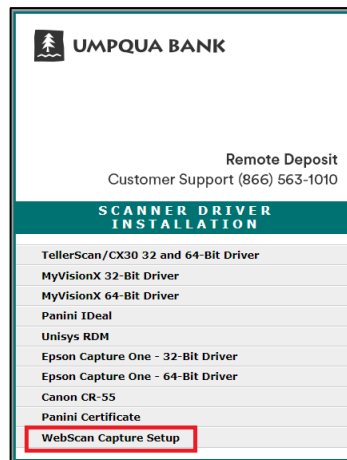 UMPQUA BANK
Remote Deposit
Customer Support (866) 563-1010
SCANNER DRIVER
INSTALLATION
TellerScan/CX30 32 and 64-Bit Driver
MyVisionX 32-Bit Driver
MyVisionX 64-Bit Driver
Panini IDeal
Unisys RDM
Epson Capture One - 32-Bit Driver
Epson Capture One - 64-Bit Driver
Canon CR-55
Panini Certificate
WebScan Capture Setup